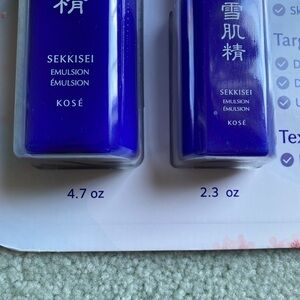 精
SEKKISEI
EMULSION
ÉMULSION
KOSÉ
4.7 oz
雪肌精
SEKKISEI
EMULSION
ÉMULSION
KOSÉ
2.3 oz
Sk
Targ
D
D
Tex